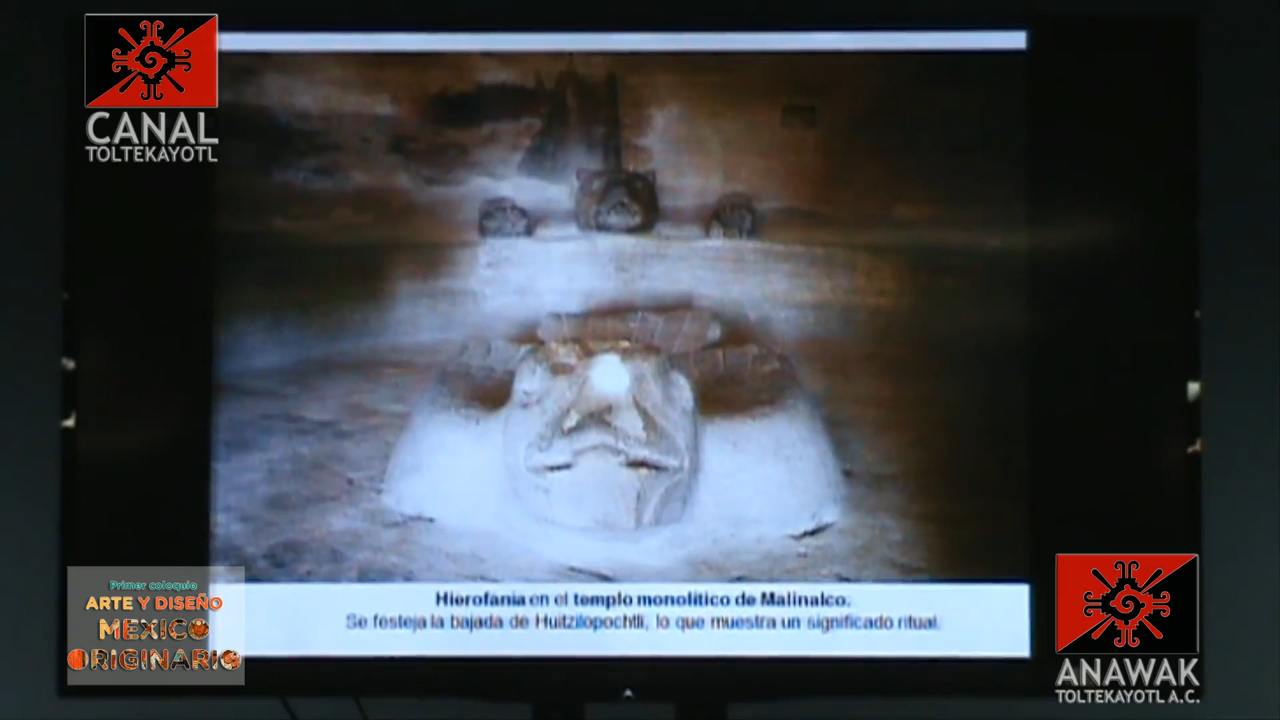 CANAL
TOLTEKAYOTL
Hierofania en el templo monolítico de Malinalco.
Se festeja la bajada de Huitzilopochtli, lo que muestra un significado ritual.
Primer coloquio
ARTE Y DISEÑO
MEXICO
ORIGINARIO
ANAWAK
TOLTEKAYOTL A.C.